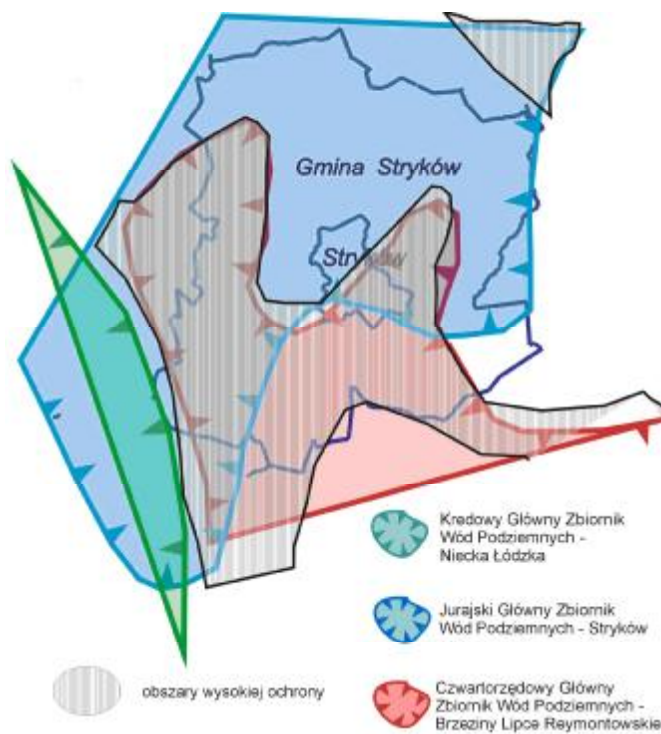 Gmina Stryków
Stryków
Kredowy Główny Zbiornik
Wód Podziemnych -
Niecka Łódzka
Jurajski Główny Zbiornik
Wód Podziemnych - Stryków
obszary wysokiej ochrony
Czwartorzędowy Główny
Zbiornik Wód Podziemnych -
Brzeziny Lipce Reymontowskie